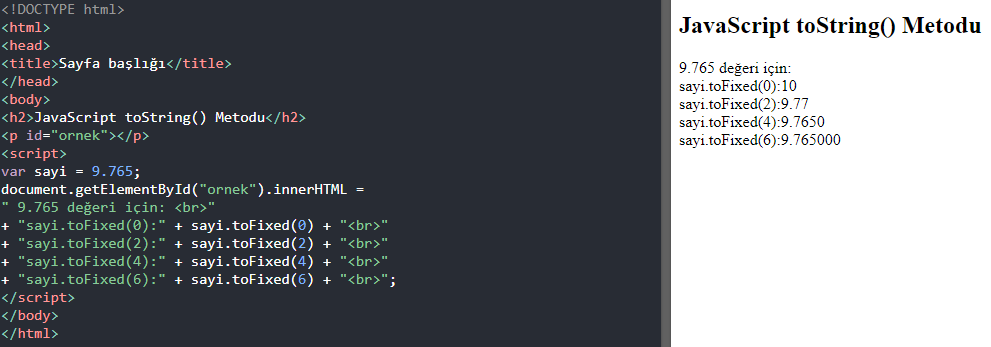 <!DOCTYPE html>
<html>
<head>
<title>Sayfa başlığı</title>
</head>
<body>
<h2>JavaScript toString() Metodu</h2>
<p id="ornek"></p>
<script>
var sayi = 9.765;
document.getElementById("ornek").innerHTML =
" 9.765 değeri için: <br>"
+ "sayi.toFixed(0):" + sayi.toFixed(0) + "<br>"
+ "sayi.toFixed(2):" + sayi.toFixed(2) + "<br>"
+ "sayi.toFixed(4):" + sayi.toFixed(4) + "<br>"
+ "sayi.toFixed(6):" + sayi.toFixed(6) + "<br>";
</script>
</body>
</html>
JavaScript toString() Metodu
9.765 değeri için:
sayi.toFixed(0):10
sayi.toFixed(2):9.77
sayi.toFixed(4):9.7650
sayi.toFixed(6):9.765000